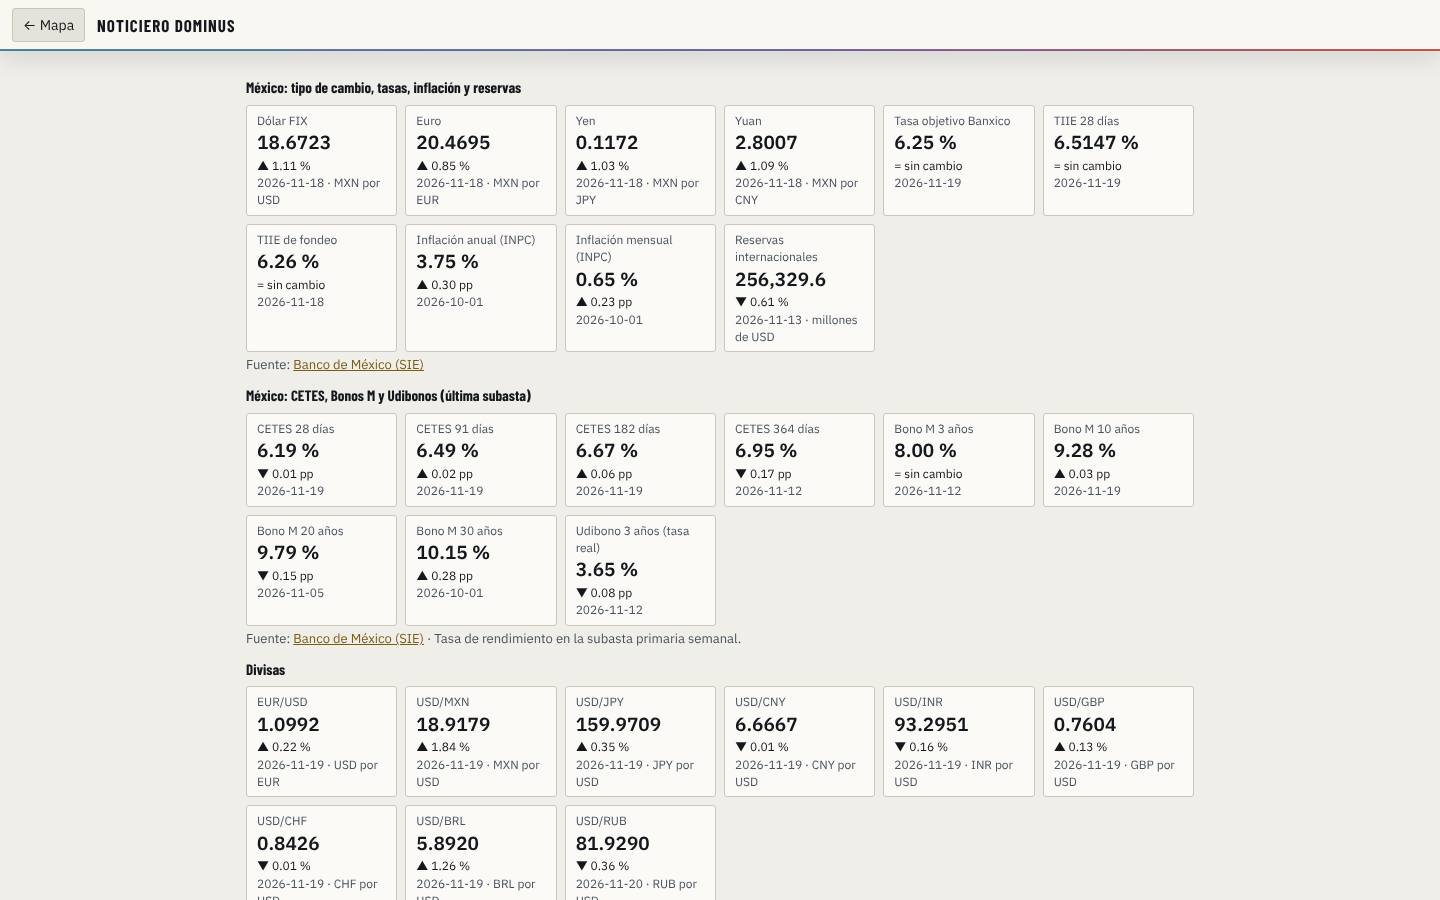 ← Mapa NOTICIERO DOMINUS
México: tipo de cambio, tasas, inflación y reservas
Dólar FIX
18.6723
▲ 1.11 %
2026-11-18 · MXN por
USD
Euro
20.4695
▲ 0.85 %
2026-11-18 · MXN por
EUR
Yen
0.1172
▲ 1.03 %
2026-11-18 · MXN por
JPY
Yuan
2.8007
▲ 1.09 %
2026-11-18 · MXN por
CNY
Tasa objetivo Banxico
6.25 %
= sin cambio
2026-11-19
TIIE 28 días
6.5147 %
= sin cambio
2026-11-19
TIIE de fondeo
6.26 %
= sin cambio
2026-11-18
Inflación anual (INPC)
3.75 %
▲ 0.30 pp
2026-10-01
Inflación mensual
(INPC)
0.65 %
▲ 0.23 pp
2026-10-01
Reservas
internacionales
256,329.6
▼ 0.61 %
2026-11-13 · millones
de USD
Fuente: Banco de México (SIE)
México: CETES, Bonos M y Udibonos (última subasta)
CETES 28 días
6.19 %
▼ 0.01 pp
2026-11-19
CETES 91 días
6.49 %
▲ 0.02 pp
2026-11-19
CETES 182 días
6.67 %
▲ 0.06 pp
2026-11-19
CETES 364 días
6.95 %
▼ 0.17 pp
2026-11-12
Bono M 3 años
8.00 %
= sin cambio
2026-11-12
Bono M 10 años
9.28 %
▲ 0.03 pp
2026-11-19
Bono M 20 años
9.79 %
▼ 0.15 pp
2026-11-05
Bono M 30 años
10.15 %
▲ 0.28 pp
2026-10-01
Udibono 3 años (tasa
real)
3.65 %
▼ 0.08 pp
2026-11-12
Fuente: Banco de México (SIE) · Tasa de rendimiento en la subasta primaria semanal.
Divisas
EUR/USD
1.0992
▲ 0.22 %
2026-11-19 · USD por
EUR
USD/MXN
18.9179
▲ 1.84 %
2026-11-19 · MXN por
USD
USD/JPY
159.9709
▲ 0.35 %
2026-11-19 · JPY por
USD
USD/CNY
6.6667
▼ 0.01 %
2026-11-19 · CNY por
USD
USD/INR
93.2951
▼ 0.16 %
2026-11-19 · INR por
USD
USD/GBP
0.7604
▲ 0.13 %
2026-11-19 · GBP por
USD
USD/CHF
0.8426
▼ 0.01 %
2026-11-19 · CHF por
USD
USD/BRL
5.8920
▲ 1.26 %
2026-11-19 · BRL por
USD
USD/RUB
81.9290
▼ 0.36 %
2026-11-20 · RUB por
USD